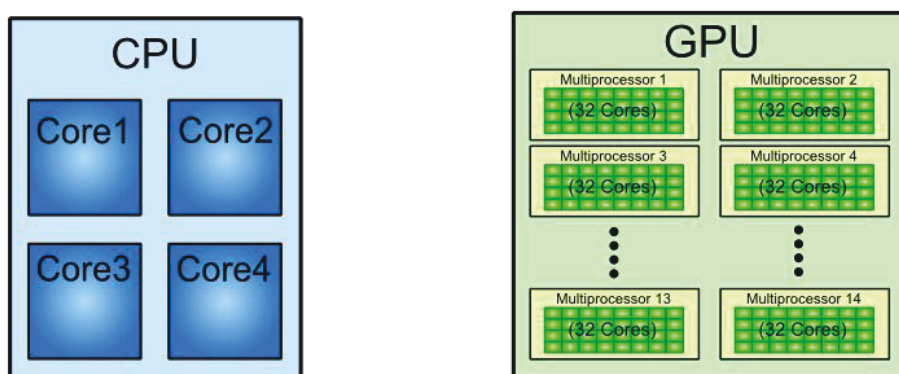 CPU
Core1
Core2
Core3
Core4
GPU
Multiprocessor 1
(32 Cores)
Multiprocessor 2
(32 Cores)
Multiprocessor 3
(32 Cores)
Multiprocessor 4
(32 Cores)
Multiprocessor 13
(32 Cores)
Multiprocessor 14
(32 Cores)